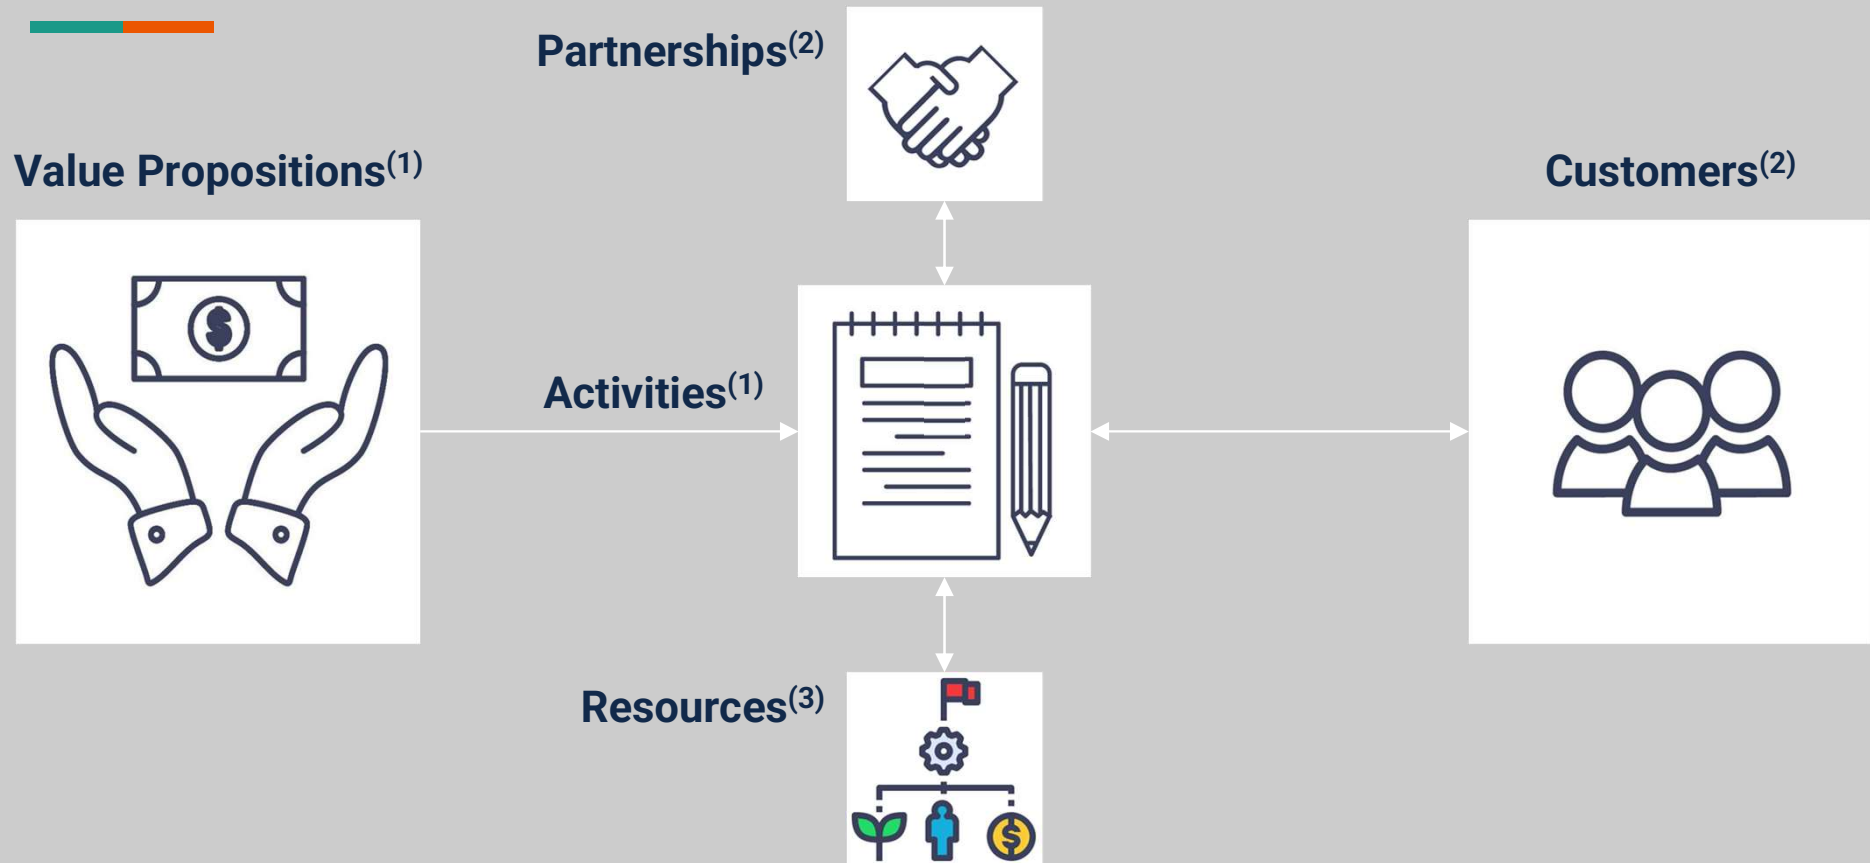 Partnerships(2)
Value Propositions(1)
Customers(2)
$
Activities(1)
Resources(3)
$